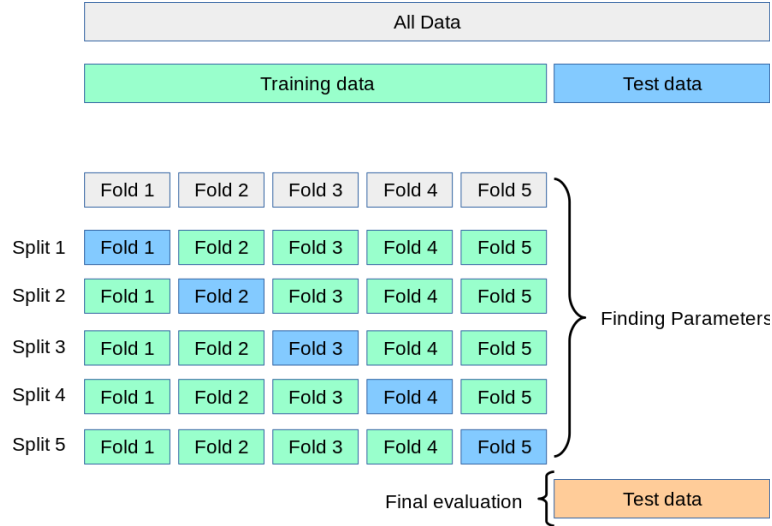 All Data
Training data Test data
Fold 1 Fold 2 Fold 3 Fold 4 Fold 5
Split 1 Fold 1 Fold 2 Fold 3 Fold 4 Fold 5
Split 2 Fold 1 Fold 2 Fold 3 Fold 4 Fold 5
Finding Parameters
Split 3 Fold 1 Fold 2 Fold 3 Fold 4 Fold 5
Split 4 Fold 1 Fold 2 Fold 3 Fold 4 Fold 5
Split 5 Fold 1 Fold 2 Fold 3 Fold 4 Fold 5
Final evaluation Test data